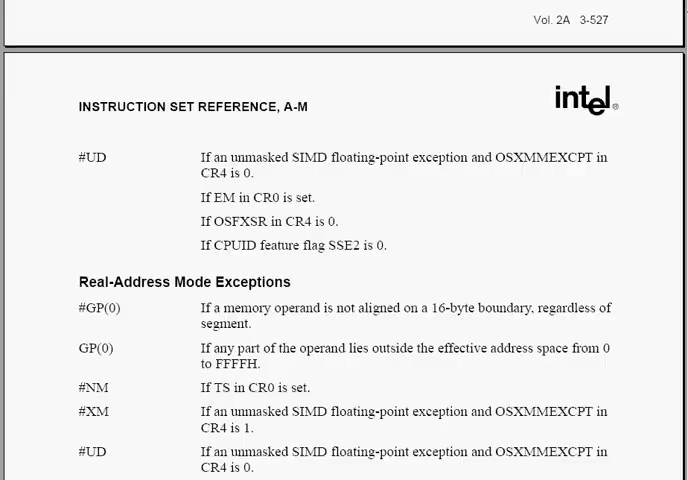 Vol. 2A 3-527
INSTRUCTION SET REFERENCE, A-M
intel®
#UD If an unmasked SIMD floating-point exception and OSXMMEXCPT in
CR4 is 0.
If EM in CR0 is set.
If OSFXSR in CR4 is 0.
If CPUID feature flag SSE2 is 0.
Real-Address Mode Exceptions
#GP(0) If a memory operand is not aligned on a 16-byte boundary, regardless of
segment.
GP(0) If any part of the operand lies outside the effective address space from 0
to FFFFH.
#NM If TS in CR0 is set.
#XM If an unmasked SIMD floating-point exception and OSXMMEXCPT in
CR4 is 1.
#UD If an unmasked SIMD floating-point exception and OSXMMEXCPT in
CR4 is 0.